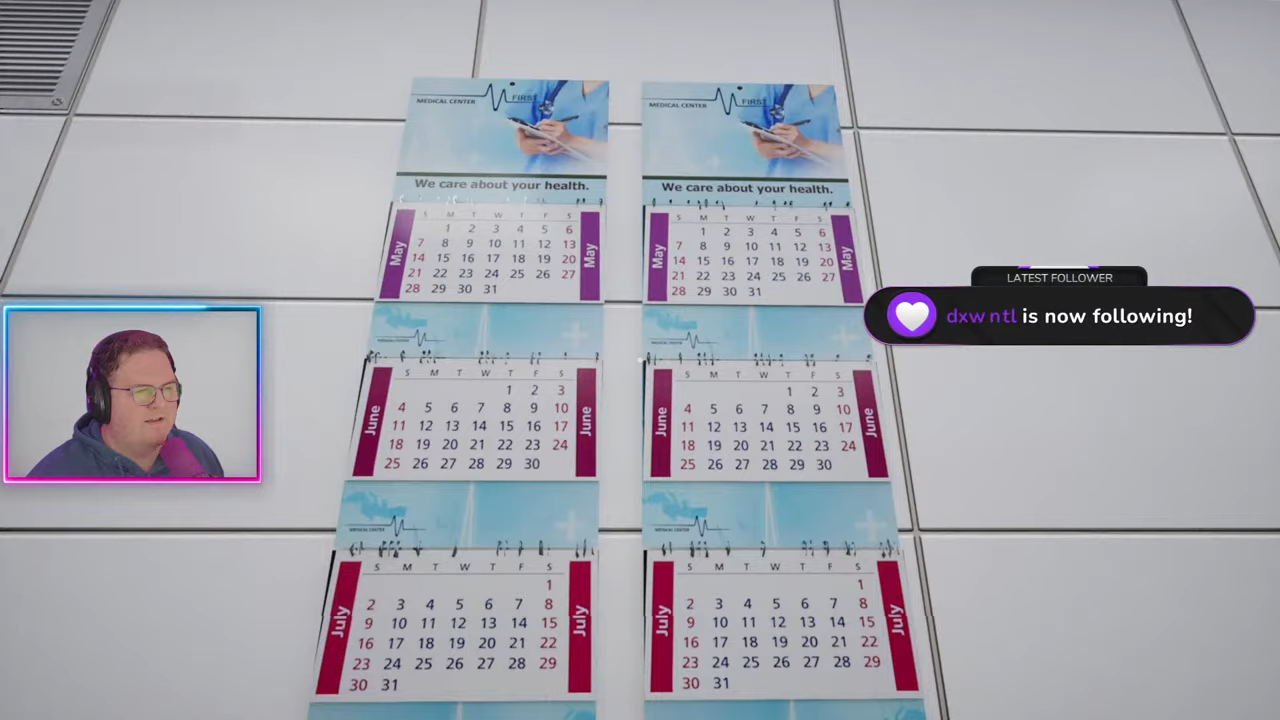 MEDICAL CENTER FIRST
We care about your health.
May
S M T W T F S
1 2 3 4 5 6
7 8 9 10 11 12 13
14 15 16 17 18 19 20
21 22 23 24 25 26 27
28 29 30 31
May
MEDICAL CENTER
June
S M T W T F S
1 2 3
4 5 6 7 8 9 10
11 12 13 14 15 16 17
18 19 20 21 22 23 24
25 26 27 28 29 30
June
MEDICAL CENTER
July
S M T W T F S
1
2 3 4 5 6 7 8
9 10 11 12 13 14 15
16 17 18 19 20 21 22
23 24 25 26 27 28 29
30 31
July
MEDICAL CENTER FIRST
We care about your health.
May
S M T W T F S
1 2 3 4 5 6
7 8 9 10 11 12 13
14 15 16 17 18 19 20
21 22 23 24 25 26 27
28 29 30 31
May
MEDICAL CENTER
June
S M T W T F S
1 2 3
4 5 6 7 8 9 10
11 12 13 14 15 16 17
18 19 20 21 22 23 24
25 26 27 28 29 30
June
MEDICAL CENTER
July
S M T W T F S
1
2 3 4 5 6 7 8
9 10 11 12 13 14 15
16 17 18 19 20 21 22
23 24 25 26 27 28 29
30 31
July
LATEST FOLLOWER
dxwntl is now following!